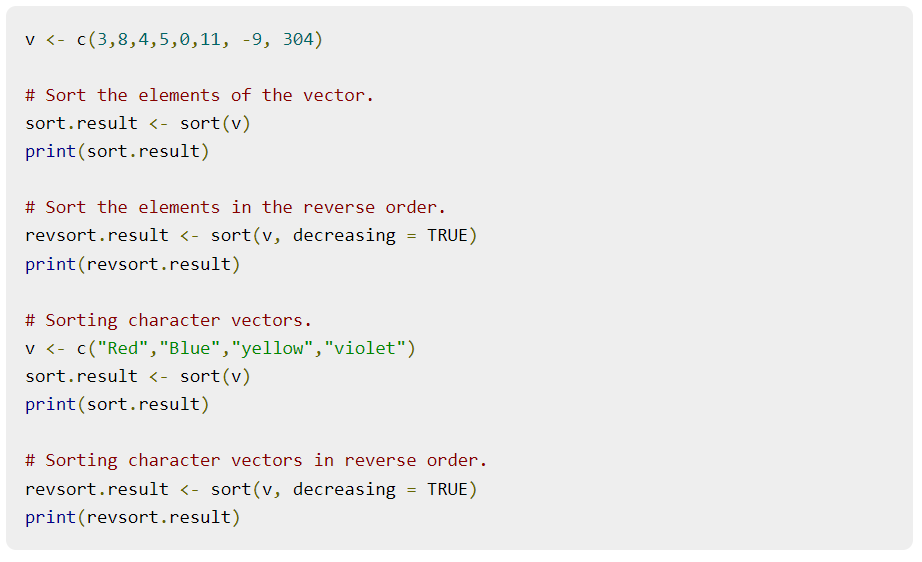 v <- c(3,8,4,5,0,11, -9, 304)
# Sort the elements of the vector.
sort.result <- sort(v)
print(sort.result)
# Sort the elements in the reverse order.
revsort.result <- sort(v, decreasing = TRUE)
print(revsort.result)
# Sorting character vectors.
v <- c("Red","Blue","yellow","violet")
sort.result <- sort(v)
print(sort.result)
# Sorting character vectors in reverse order.
revsort.result <- sort(v, decreasing = TRUE)
print(revsort.result)